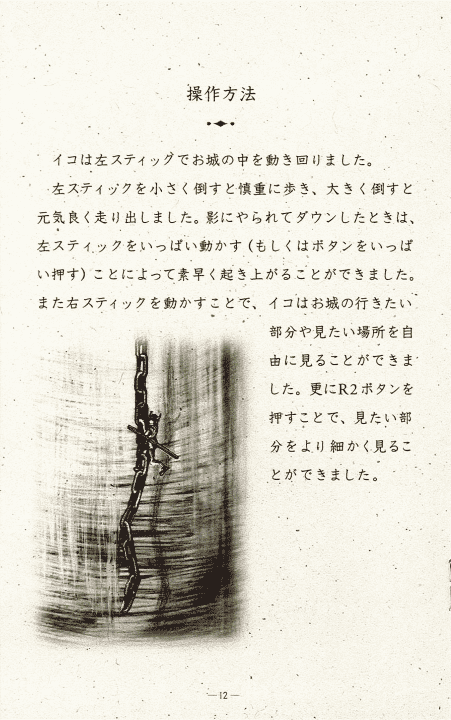 操作方法
イコは左スティックでお城の中を動き回りました。
左スティックを小さく倒すと慎重に歩き、大きく倒すと
元気良く走り出しました。影にやられてダウンしたときは、
左スティックをいっぱい動かす(もしくはボタンをいっぱ
い押す)ことによって素早く起き上がることができました。
また右スティックを動かすことで、イコはお城の行きたい
部分や見たい場所を自
由に見ることができま
した。更にR2ボタンを
押すことで、見たい部
分をより細かく見るこ
とができました。
—12—